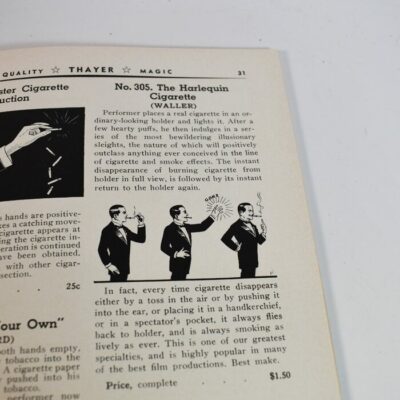 QUALITY ☆ THAYER ☆ MAGIC 31
ster Cigarette
uction
s hands are positive-
kes a catching move-
cigarette appears at
ng the cigarette in-
eration is continued
have been obtained.
with other cigar-
section.
25c
our Own"
RD)
oth hands empty,
tobacco into the
A cigarette paper
pushed into his
tobacco
performer now
No. 305. The Harlequin
Cigarette
(WALLER)
Performer places a real cigarette in an or-
dinary-looking holder and lights it. After a
few hearty puffs, he then indulges in a ser-
ies of the most bewildering illusionary
sleights, the nature of which will positively
outclass anything ever conceived in the line
of cigarette and smoke effects. The instant
disappearance of burning cigarette from
holder in full view, is followed by its instant
return to the holder again.
GONE
In fact, every time cigarette disappears
either by a toss in the air or by pushing it
into the ear, or placing it in a handkerchief,
or in a spectator's pocket, it always flies
back to holder, and is always smoking as
lively as ever. This is one of our greatest
specialties, and is highly popular in many
of the best film productions. Best make.
Price, complete $1.50